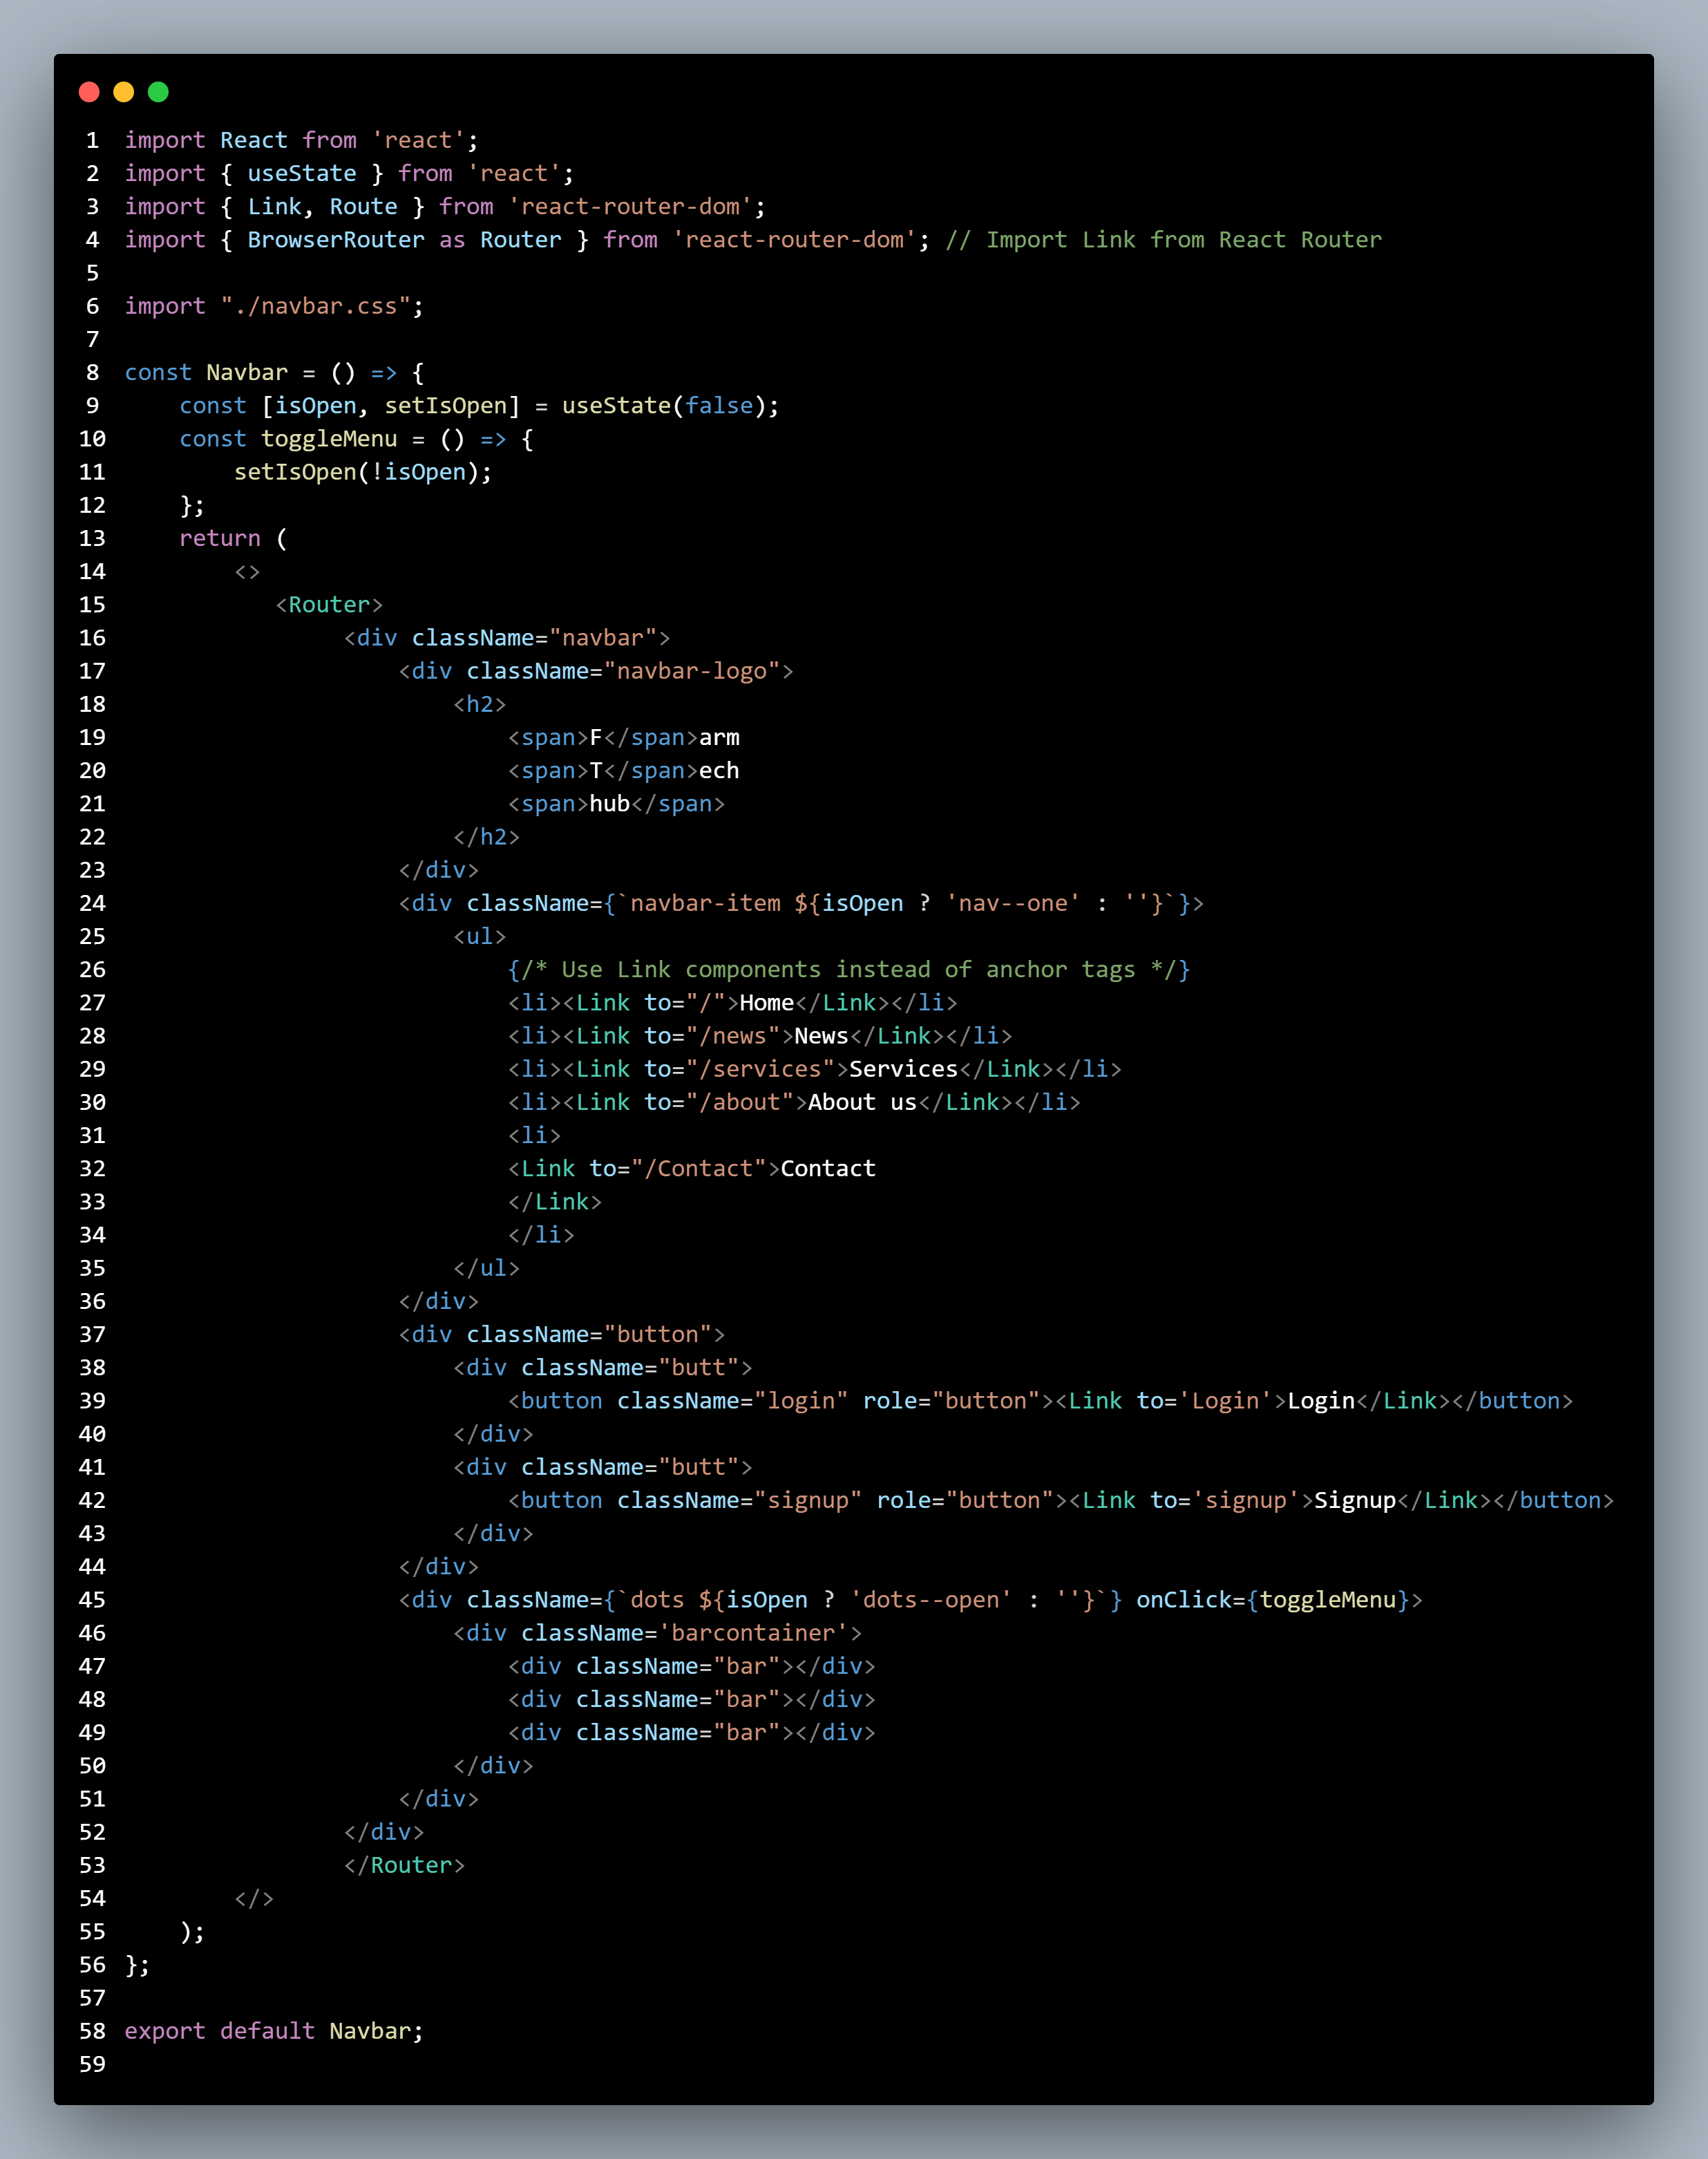 1 import React from 'react';
2 import { useState } from 'react';
3 import { Link, Route } from 'react-router-dom';
4 import { BrowserRouter as Router } from 'react-router-dom'; // Import Link from React Router
5
6 import "./navbar.css";
7
8 const Navbar = () => {
9     const [isOpen, setIsOpen] = useState(false);
10     const toggleMenu = () => {
11         setIsOpen(!isOpen);
12     };
13     return (
14         <>
15            <Router>
16                 <div className="navbar">
17                     <div className="navbar-logo">
18                         <h2>
19                             <span>F</span>arm
20                             <span>T</span>ech
21                             <span>hub</span>
22                         </h2>
23                     </div>
24                     <div className={`navbar-item ${isOpen ? 'nav--one' : ''}`}>
25                         <ul>
26                             {/* Use Link components instead of anchor tags */}
27                             <li><Link to="/">Home</Link></li>
28                             <li><Link to="/news">News</Link></li>
29                             <li><Link to="/services">Services</Link></li>
30                             <li><Link to="/about">About us</Link></li>
31                             <li>
32                             <Link to="/Contact">Contact
33                             </Link>
34                             </li>
35                         </ul>
36                     </div>
37                     <div className="button">
38                         <div className="butt">
39                             <button className="login" role="button"><Link to='Login'>Login</Link></button>
40                         </div>
41                         <div className="butt">
42                             <button className="signup" role="button"><Link to='signup'>Signup</Link></button>
43                         </div>
44                     </div>
45                     <div className={`dots ${isOpen ? 'dots--open' : ''}`} onClick={toggleMenu}>
46                         <div className='barcontainer'>
47                             <div className="bar"></div>
48                             <div className="bar"></div>
49                             <div className="bar"></div>
50                         </div>
51                     </div>
52                 </div>
53                 </Router>
54         </>
55     );
56 };
57
58 export default Navbar;
59